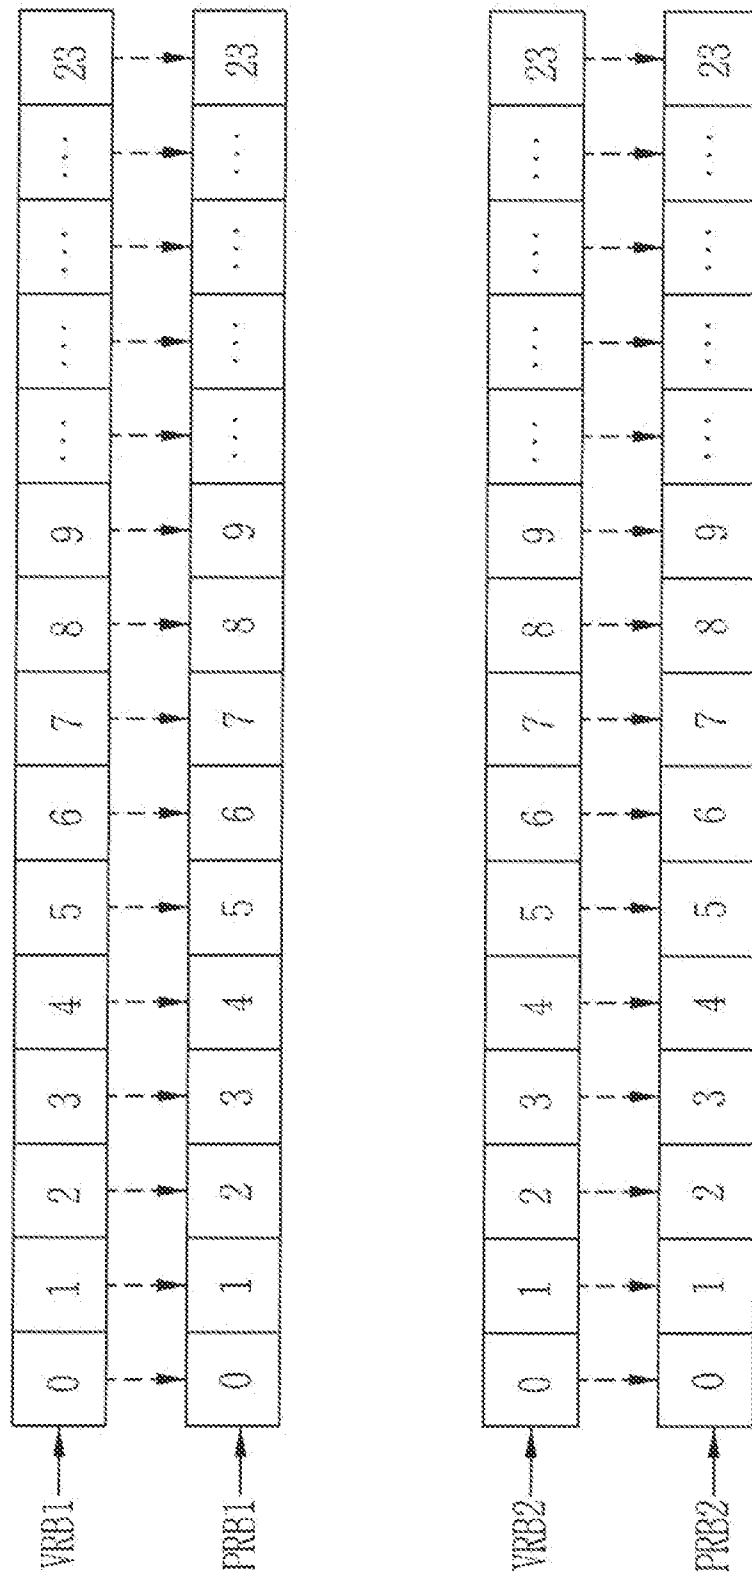 VRB1 0 1 2 3 4 5 6 7 8 9 ... ... ... ... 23
PRB1 0 1 2 3 4 5 6 7 8 9 ... ... ... ... 23
VRB2 0 1 2 3 4 5 6 7 8 9 ... ... ... ... 23
PRB2 0 1 2 3 4 5 6 7 8 9 ... ... ... ... 23